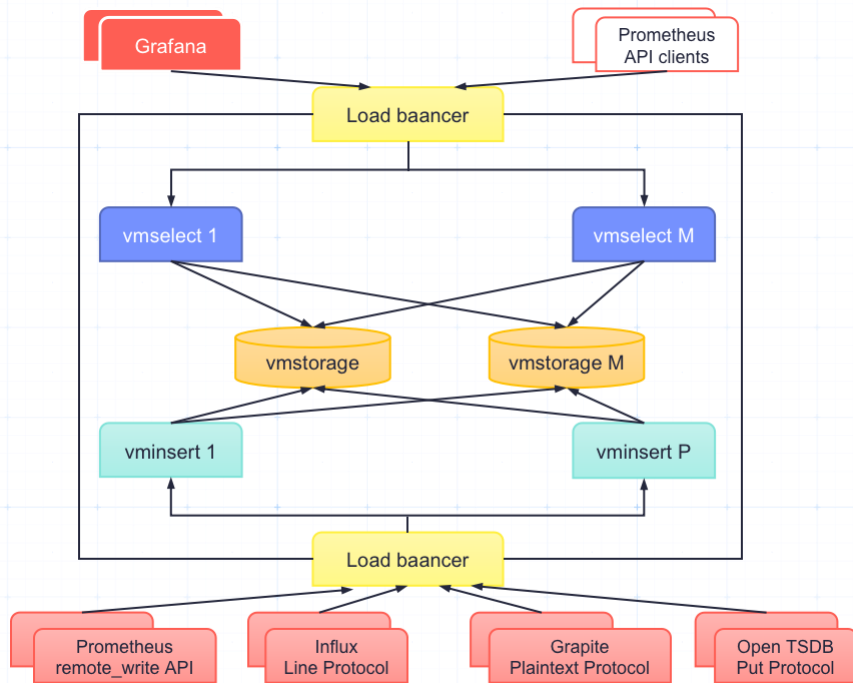 Grafana
Prometheus
API clients
Load baancer
vmselect 1
vmselect M
vmstorage
vmstorage M
vminsert 1
vminsert P
Load baancer
Prometheus
remote_write API
Influx
Line Protocol
Grapite
Plaintext Protocol
Open TSDB
Put Protocol